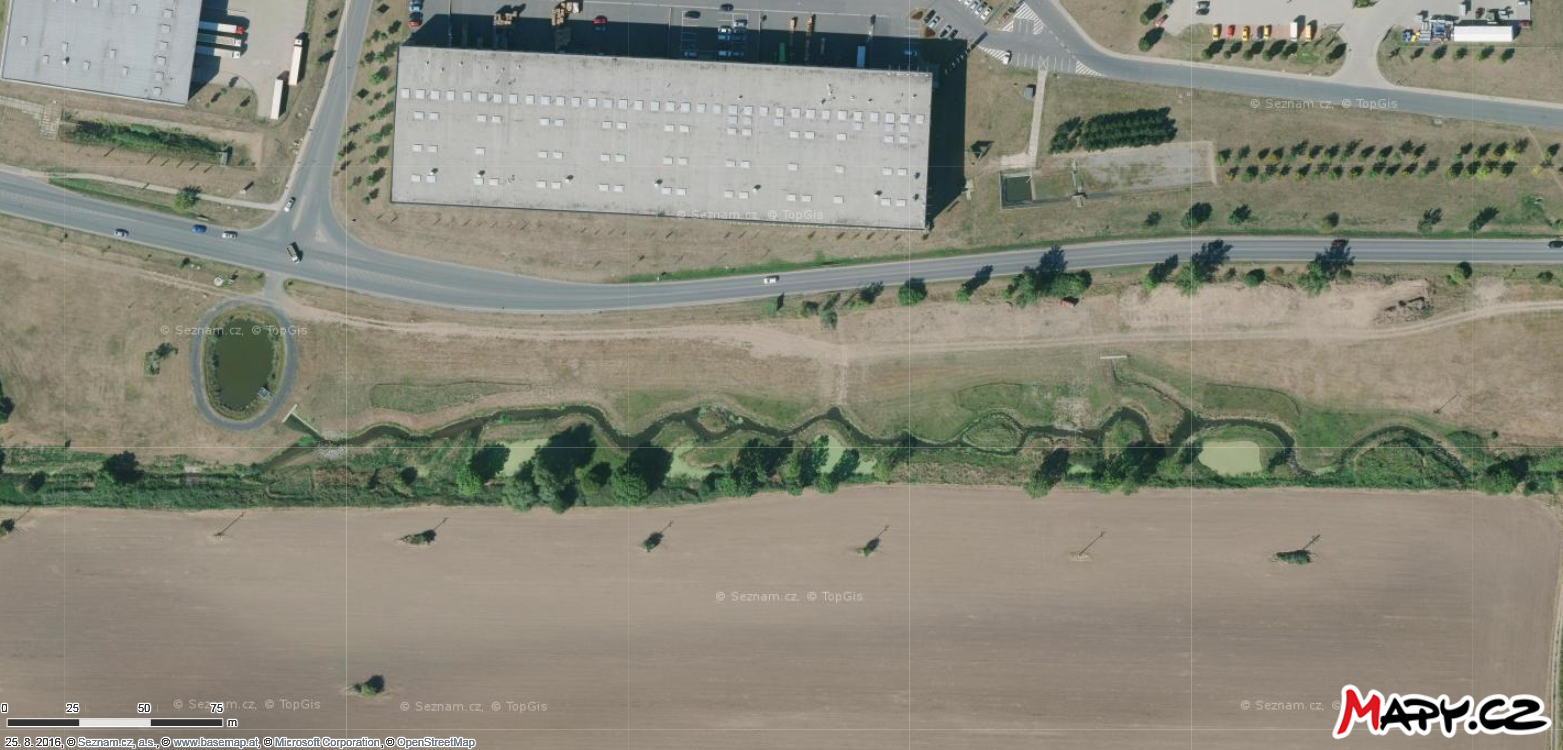 © Seznam.cz, © TopGis
© Seznam.cz, © TopGis
© Seznam.cz, © TopGis
© Seznam.cz, © TopGis
© Seznam.cz, © TopGis
© Seznam.cz, © TopGis
© Seznam.cz, ©
0 25 50 75 m
MAPY.CZ
25. 8. 2016, © Seznam.cz, a.s., © www.basemap.at, © Microsoft Corporation, © OpenStreetMap